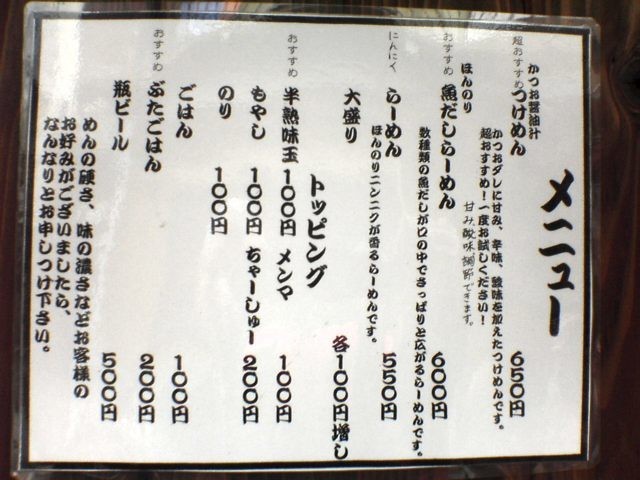 メニュー
かつお醤油汁
超おすすめ つけめん 650円
かつおダシに甘み、辛味、酸味を加えたつけめんです。
超おすすめ!一度お試しください!
甘み、酸味調節できます。
ほんのり
おすすめ 魚だしらーめん 600円
数種類の魚だしが口の中でさっぱりと広がるらーめんです。
にんにく らーめん 550円
ほんのりニンニクが香るらーめんです。
大盛り 各100円増し
トッピング
おすすめ 半熟味玉 100円 メンマ 100円
もやし 100円 ちゃーしゅー 200円
のり 100円
ごはん 100円
おすすめ ぶたごはん 200円
瓶ビール 500円
めんの硬さ、味の濃さなどお客様の
お好みがございましたら、
なんなりとお申しつけ下さい。